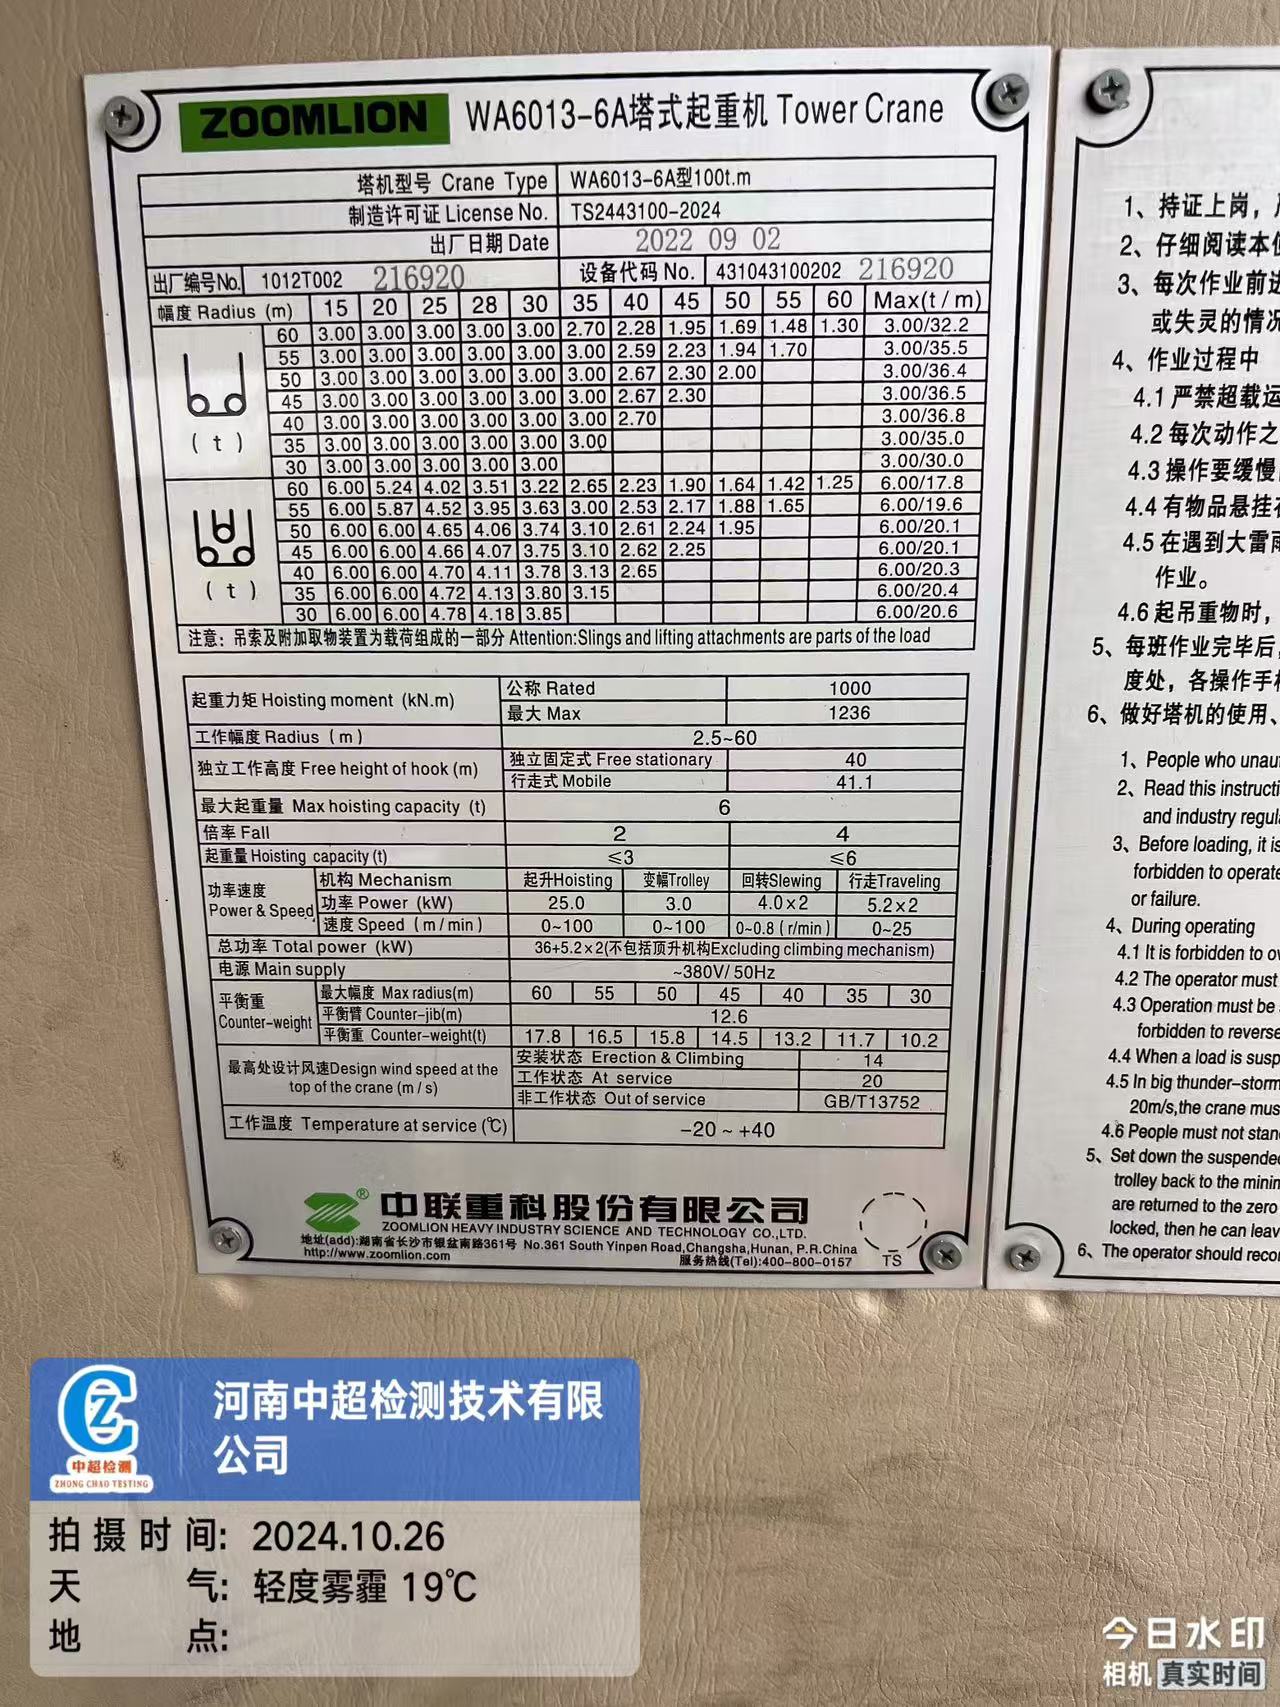 ZOOMLION WA6013-6A塔式起重机 Tower Crane
塔机型号 Crane Type WA6013-6A型100t.m
制造许可证 License No. TS2443100-2024
出厂日期 Date 2022 09 02
出厂编号No. 1012T002 216920 设备代码 No. 431043100202 216920
幅度 Radius (m) 15 20 25 28 30 35 40 45 50 55 60 Max(t / m)
60 3.00 3.00 3.00 3.00 3.00 2.70 2.28 1.95 1.69 1.48 1.30 3.00/32.2
55 3.00 3.00 3.00 3.00 3.00 3.00 2.59 2.23 1.94 1.70 3.00/35.5
50 3.00 3.00 3.00 3.00 3.00 3.00 2.67 2.30 2.00 3.00/36.4
45 3.00 3.00 3.00 3.00 3.00 3.00 2.67 2.30 3.00/36.5
40 3.00 3.00 3.00 3.00 3.00 3.00 2.70 3.00/36.8
(t)
35 3.00 3.00 3.00 3.00 3.00 3.00 3.00/35.0
30 3.00 3.00 3.00 3.00 3.00 3.00/30.0
60 6.00 5.24 4.02 3.51 3.22 2.65 2.23 1.90 1.64 1.42 1.25 6.00/17.8
55 6.00 5.87 4.52 3.95 3.63 3.00 2.53 2.17 1.88 1.65 6.00/19.6
50 6.00 6.00 4.65 4.06 3.74 3.10 2.61 2.24 1.95 6.00/20.1
45 6.00 6.00 4.66 4.07 3.75 3.10 2.62 2.25 6.00/20.1
40 6.00 6.00 4.70 4.11 3.78 3.13 2.65 6.00/20.3
(t)
35 6.00 6.00 4.72 4.13 3.80 3.15 6.00/20.4
30 6.00 6.00 4.78 4.18 3.85 6.00/20.6
注意：吊索及附加取物装置为载荷组成的一部分 Attention:Slings and lifting attachments are parts of the load
起重力矩 Hoisting moment (kN.m) 公称 Rated 1000
最大 Max 1236
工作幅度 Radius (m) 2.5~60
独立工作高度 Free height of hook (m) 独立固定式 Free stationary 40
行走式 Mobile 41.1
最大起重量 Max hoisting capacity (t) 6
倍率 Fall 2 4
起重量 Hoisting capacity (t) ≤3 ≤6
功率速度 Power & Speed
机构 Mechanism 起升Hoisting 变幅Trolley 回转Slewing 行走Traveling
功率 Power (kW) 25.0 3.0 4.0×2 5.2×2
速度 Speed (m/min) 0~100 0~100 0~0.8 (r/min) 0~25
总功率 Total power (kW) 36+5.2×2(不包括顶升机构Excluding climbing mechanism)
电源 Main supply ~380V/ 50Hz
平衡重
Counter-weight
最大幅度 Max radius(m) 60 55 50 45 40 35 30
平衡臂 Counter-jib(m) 12.6
平衡重 Counter-weight(t) 17.8 16.5 15.8 14.5 13.2 11.7 10.2
最高处设计风速Design wind speed at the
top of the crane (m / s)
安装状态 Erection & Climbing 14
工作状态 At service 20
非工作状态 Out of service GB/T13752
工作温度 Temperature at service (℃) -20 ~ +40
® 中联重科股份有限公司
ZOOMLION HEAVY INDUSTRY SCIENCE AND TECHNOLOGY CO.,LTD.
地址(add):湖南省长沙市银盆南路361号 No.361 South Yinpen Road,Changsha,Hunan, P.R.China
http://www.zoomlion.com 服务热线(Tel):400-800-0157
TS
1、持证上岗，
2、仔细阅读本
3、每次作业前
或失灵的情
4、作业过程中
4.1 严禁超载
4.2 每次动作之
4.3 操作要缓慢
4.4 有物品悬挂
4.5 在遇到大雷
作业。
4.6 起吊重物时，
5、每班作业完毕后，
度处，各操作手
6、做好塔机的使用、
1、People who
2、Read this
and industry
3、Before loading, it is
forbidden to operate
or failure.
4、During operating
4.1 It is forbidden to
4.2 The operator must
4.3 Operation must be
forbidden to reverse
4.4 When a load is
4.5 In big thunder-storm
20m/s,the crane
4.6 People must not
5、Set down the suspended
trolley back to the
are returned to the zero
locked, then he can
6、The operator should
河南中超检测技术有限
公司
中超检测
ZHONG CHAO TESTING
拍摄时间: 2024.10.26
天气: 轻度雾霾 19℃
地点:
今日水印
相机 真实时间